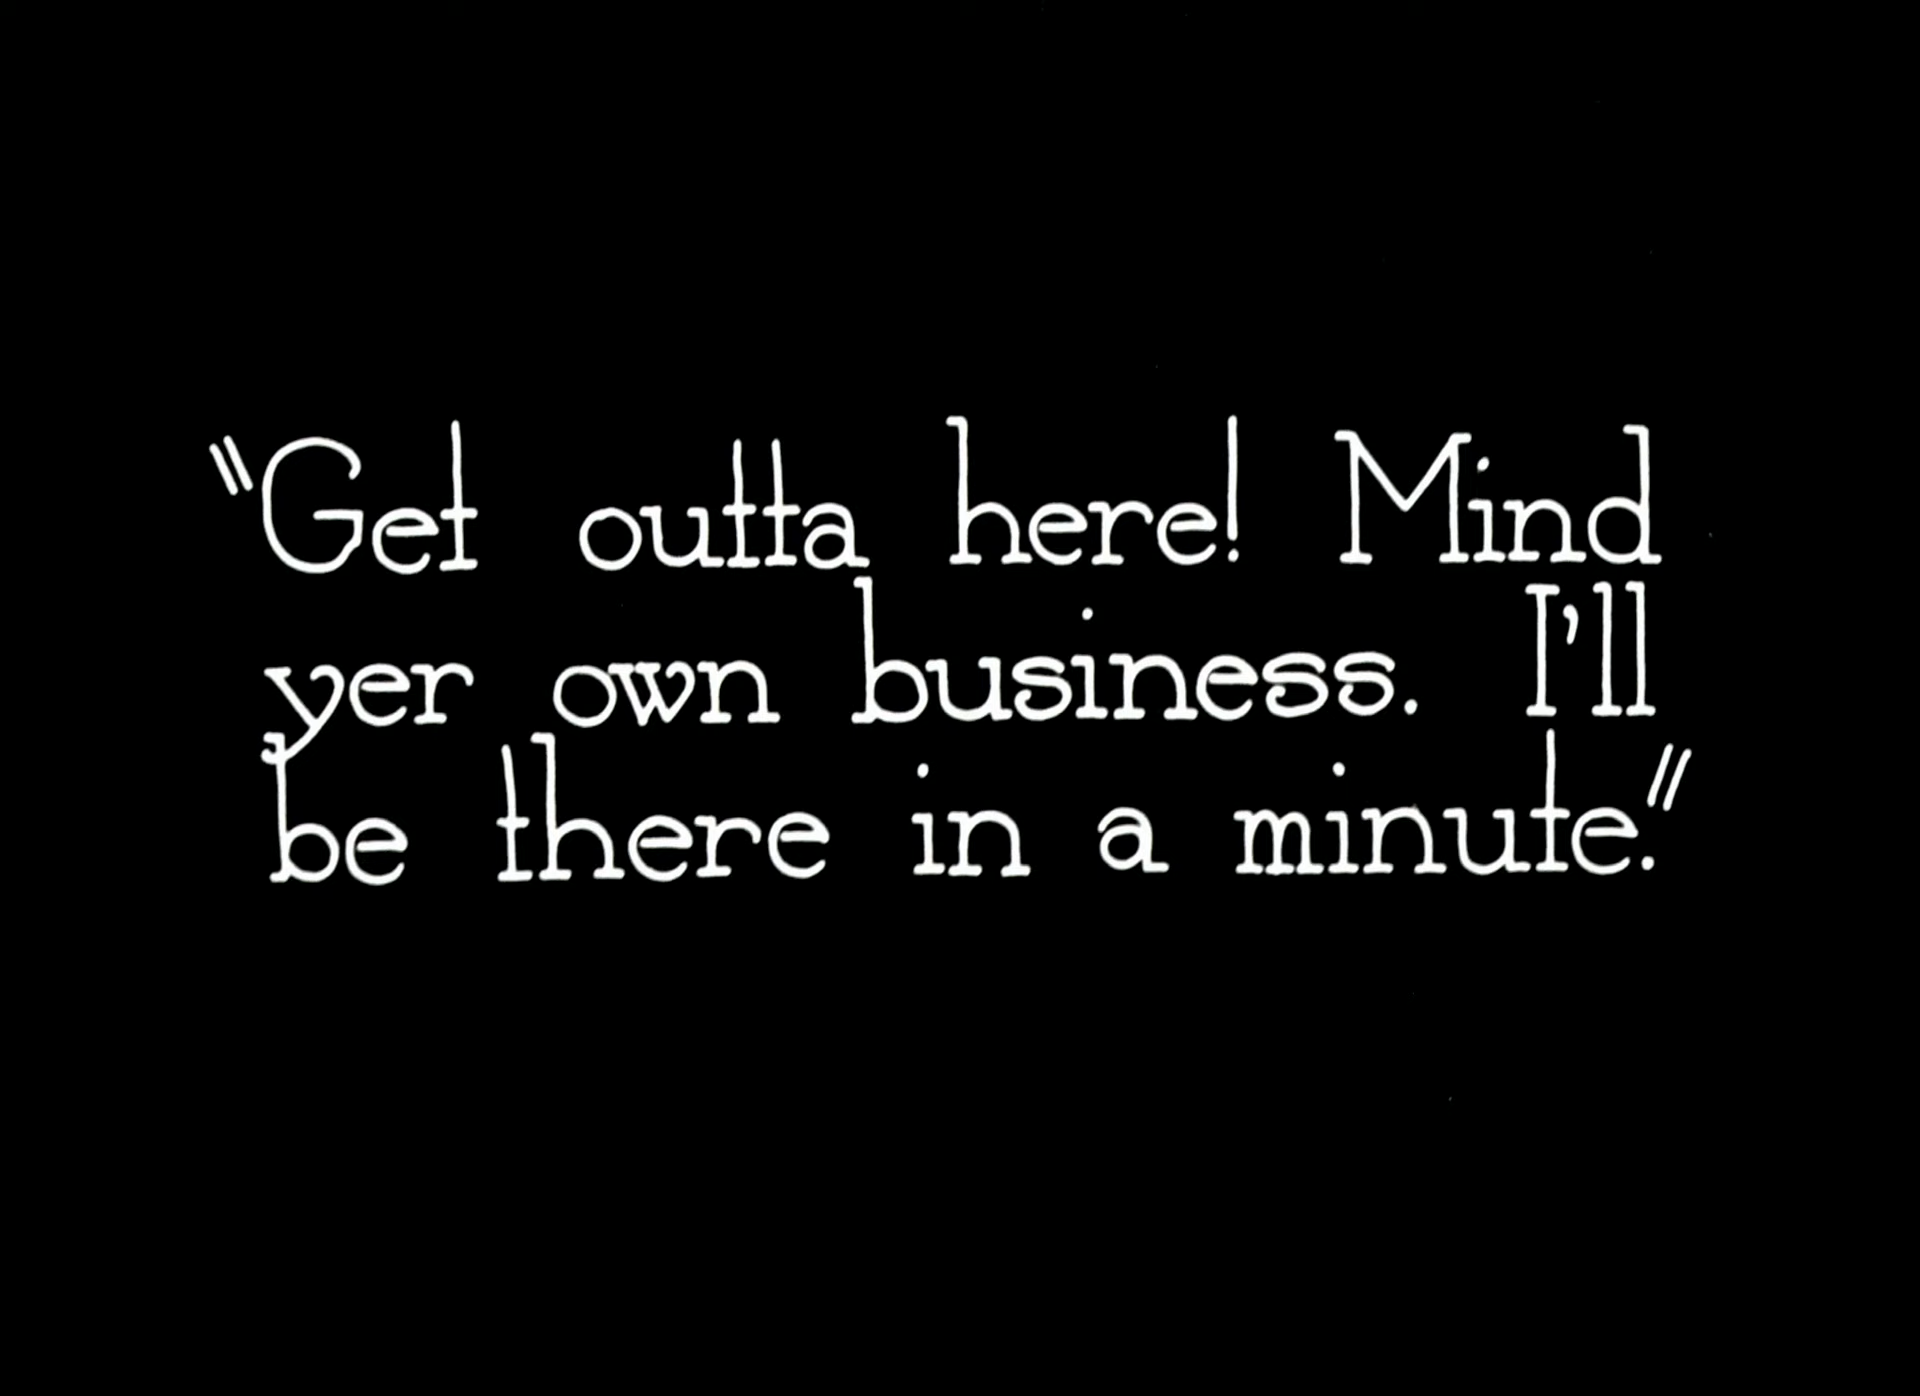 "Get outta here! Mind
yer own business. I'll
be there in a minute."